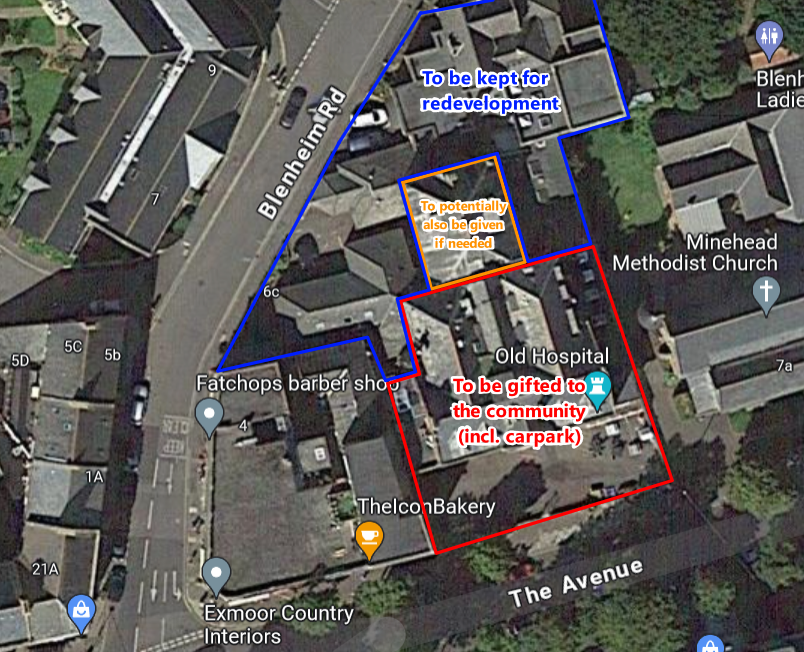 9
To be kept for
redevelopment
Blenh
Ladie
Blenheim Rd
7
To potentially
also be given
if needed
Minehead
Methodist Church
6c
5D
5C
5b
Old Hospital
7a
Fatchops barber shop
To be gifted to
the community
(incl. carpark)
4
KEEP
1A
TheIconBakery
21A
The Avenue
Exmoor Country
Interiors